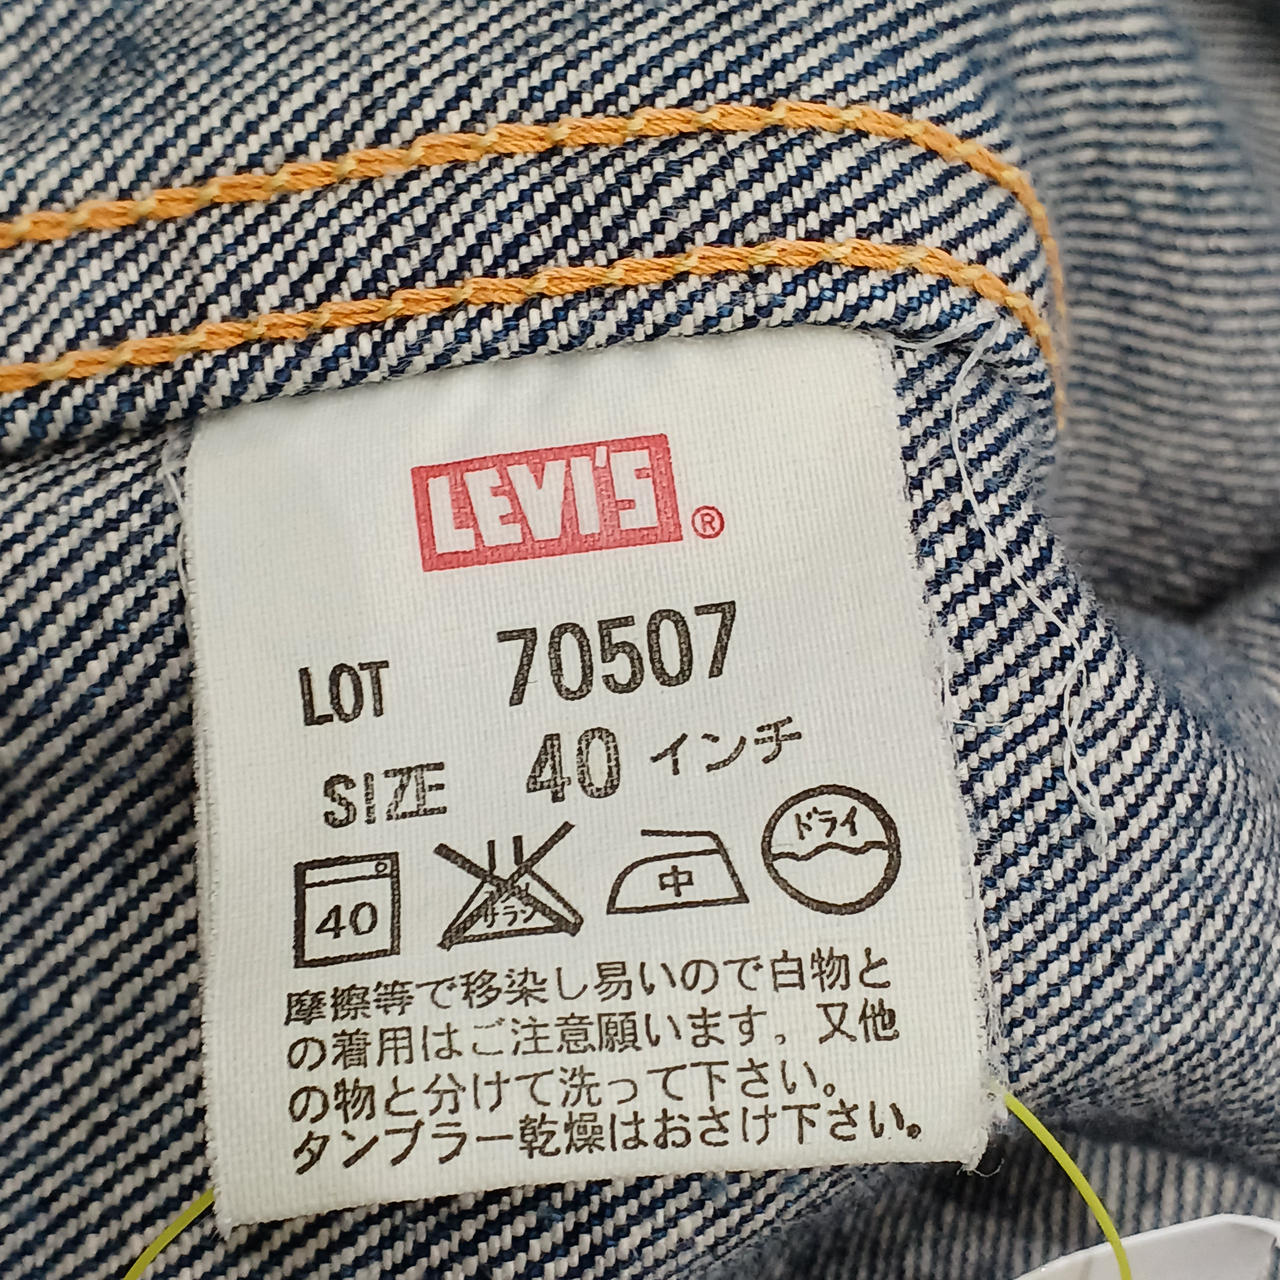 LEVI'S®
LOT 70507
SIZE 40 インチ
40 サラシ 中 ドライ
摩擦等で移染し易いので白物と
の着用はご注意願います。又他
の物と分けて洗って下さい。
タンブラー乾燥はおさけ下さい。